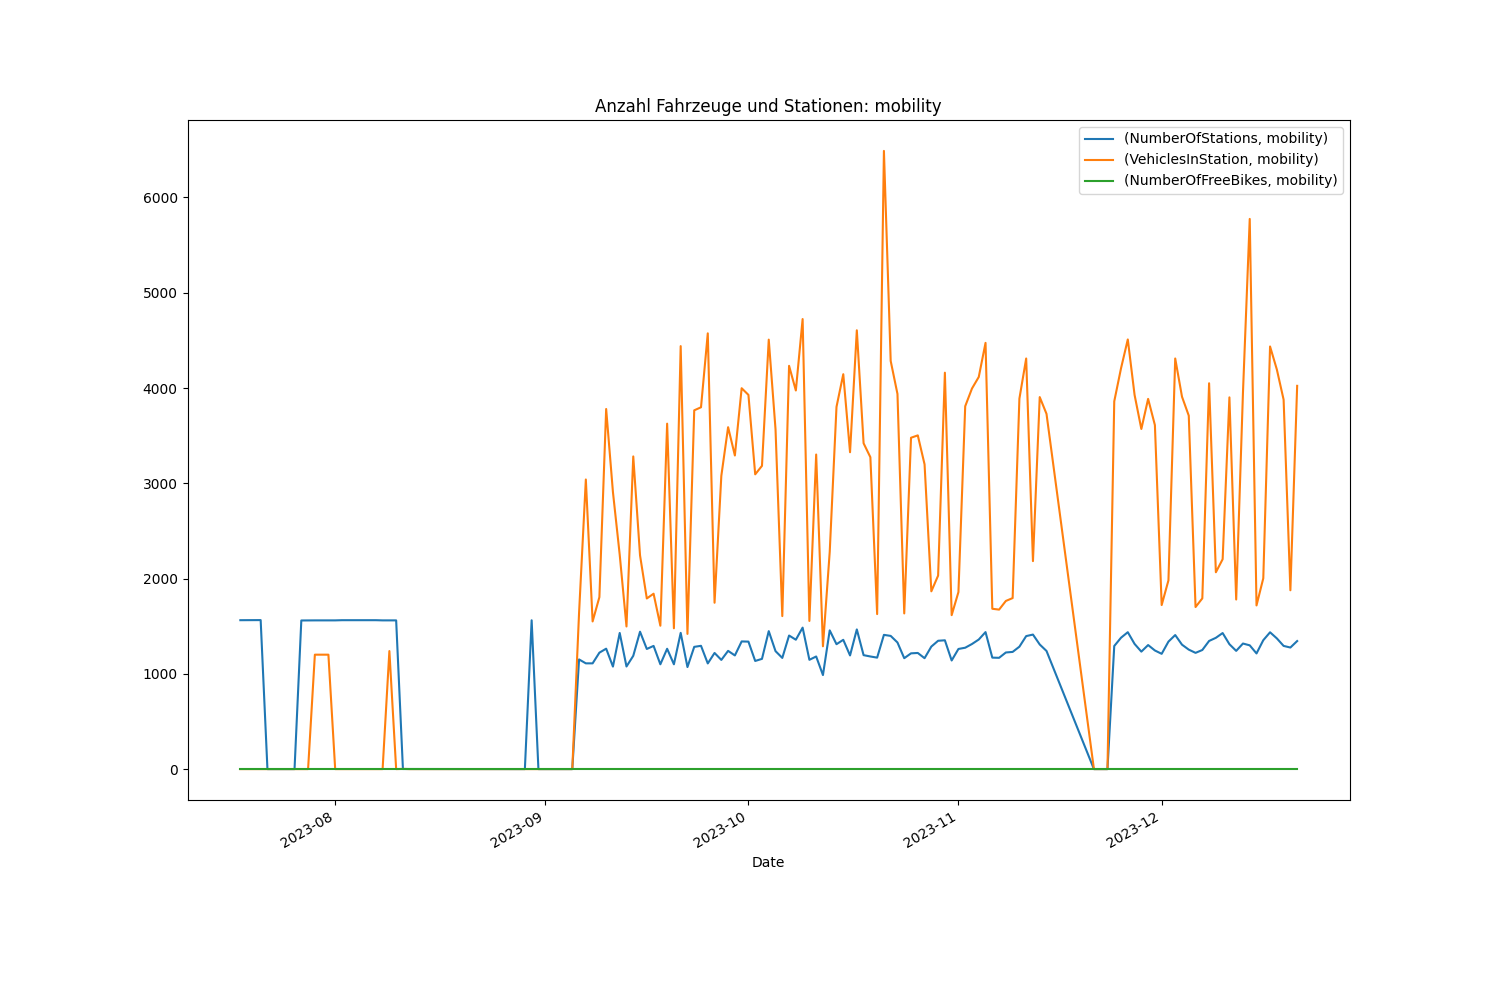 Anzahl Fahrzeuge und Stationen: mobility
(NumberOfStations, mobility)
(VehiclesInStation, mobility)
(NumberOfFreeBikes, mobility)
6000
5000
4000
3000
2000
1000
0
2023-08
2023-09
2023-10
2023-11
2023-12
Date